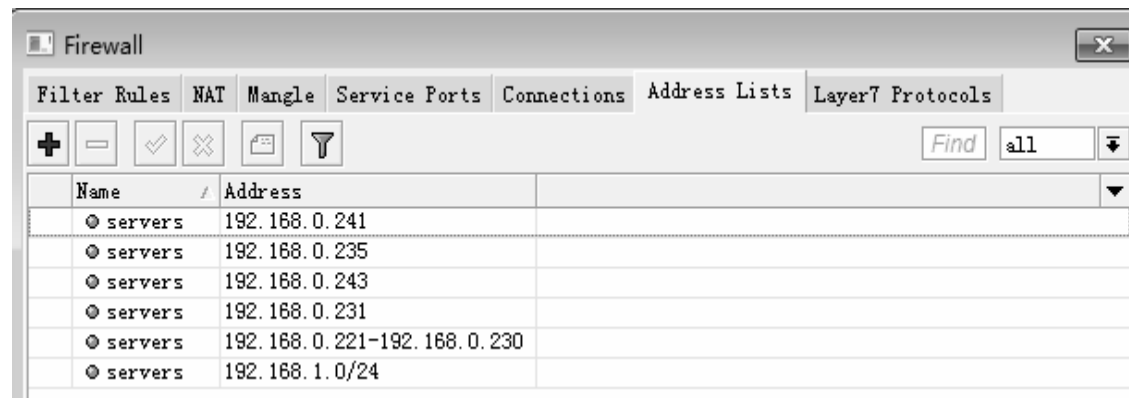 Firewall
Filter Rules NAT Mangle Service Ports Connections Address Lists Layer7 Protocols
Find all
Name Address
servers 192.168.0.241
servers 192.168.0.235
servers 192.168.0.243
servers 192.168.0.231
servers 192.168.0.221-192.168.0.230
servers 192.168.1.0/24